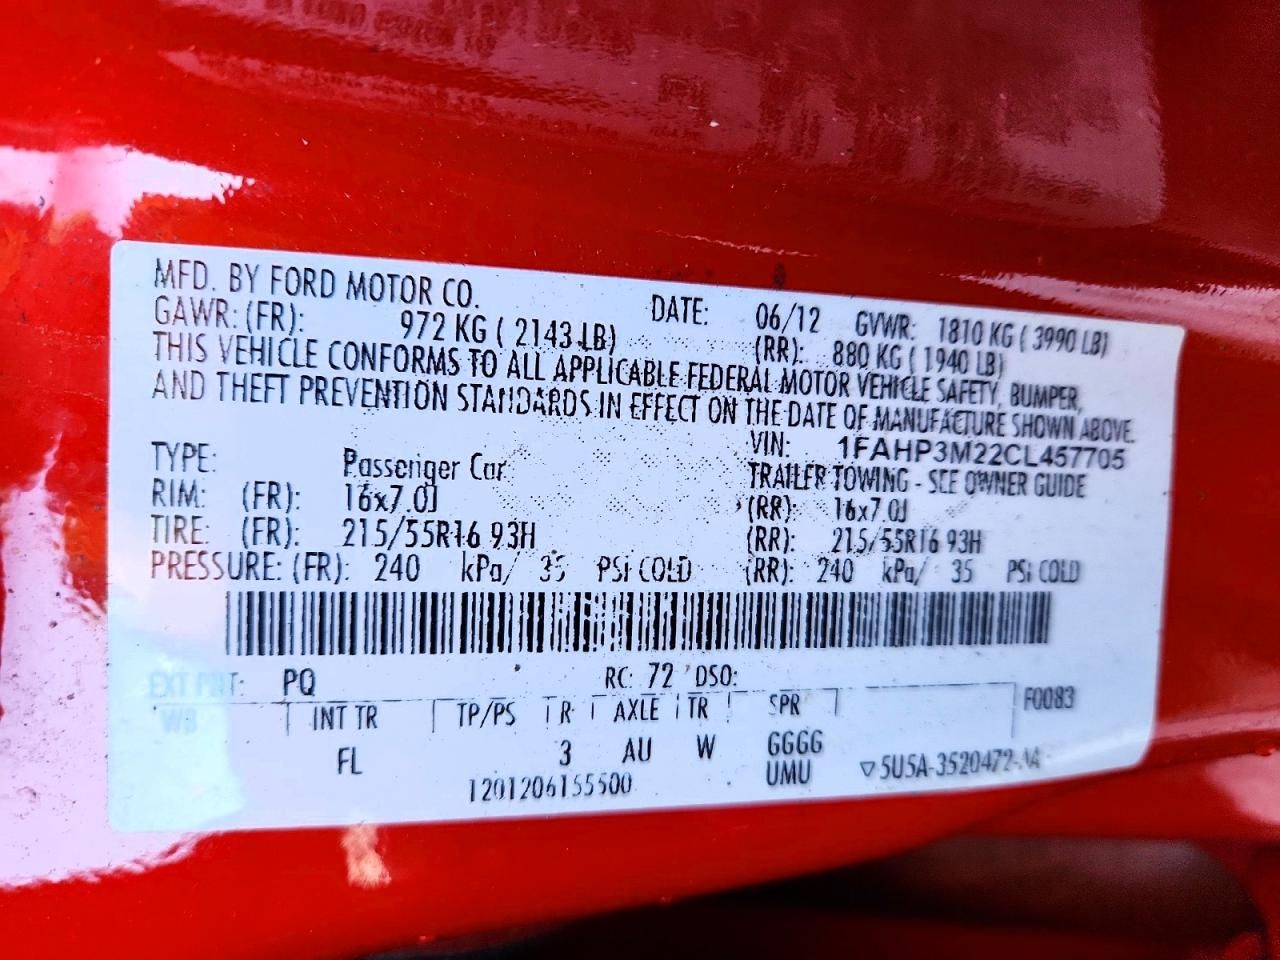 MFD. BY FORD MOTOR CO. DATE: 06/12 GVWR: 1810 KG ( 3990 LB)
GAWR: (FR): 972 KG ( 2143 LB) (RR): 880 KG ( 1940 LB)
THIS VEHICLE CONFORMS TO ALL APPLICABLE FEDERAL MOTOR VEHICLE SAFETY, BUMPER,
AND THEFT PREVENTION STANDARDS IN EFFECT ON THE DATE OF MANUFACTURE SHOWN ABOVE.
VIN: 1FAHP3M22CL457705
TYPE: Passenger Car TRAILER TOWING - SEE OWNER GUIDE
RIM: (FR): 16x7.0J (RR): 16x7.0J
TIRE: (FR): 215/55R16 93H (RR): 215/55R16 93H
PRESSURE: (FR): 240 kPa/ 35 PSI COLD (RR): 240 kPa/ 35 PSI COLD
EXT PNT: PQ RC: 72 DSO:
WB INT TR TP/PS R AXLE TR SPR F0083
FL 3 AU W GGGG
UMU ▽5U5A-3520472-AA
1201206155500